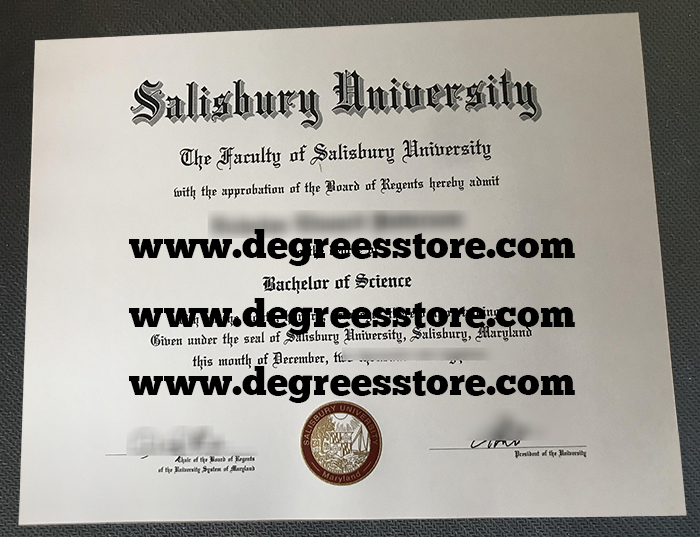 Salisbury University
The Faculty of Salisbury University
with the approbation of the Board of Regents hereby admit
www.degreesstore.com
Bachelor of Science
www.degreesstore.com
Given under the seal of Salisbury University, Salisbury, Maryland
this month of December,
www.degreesstore.com
SALISBURY UNIVERSITY
Maryland
Chair of the Board of Regents
of the University System of Maryland
President of the University